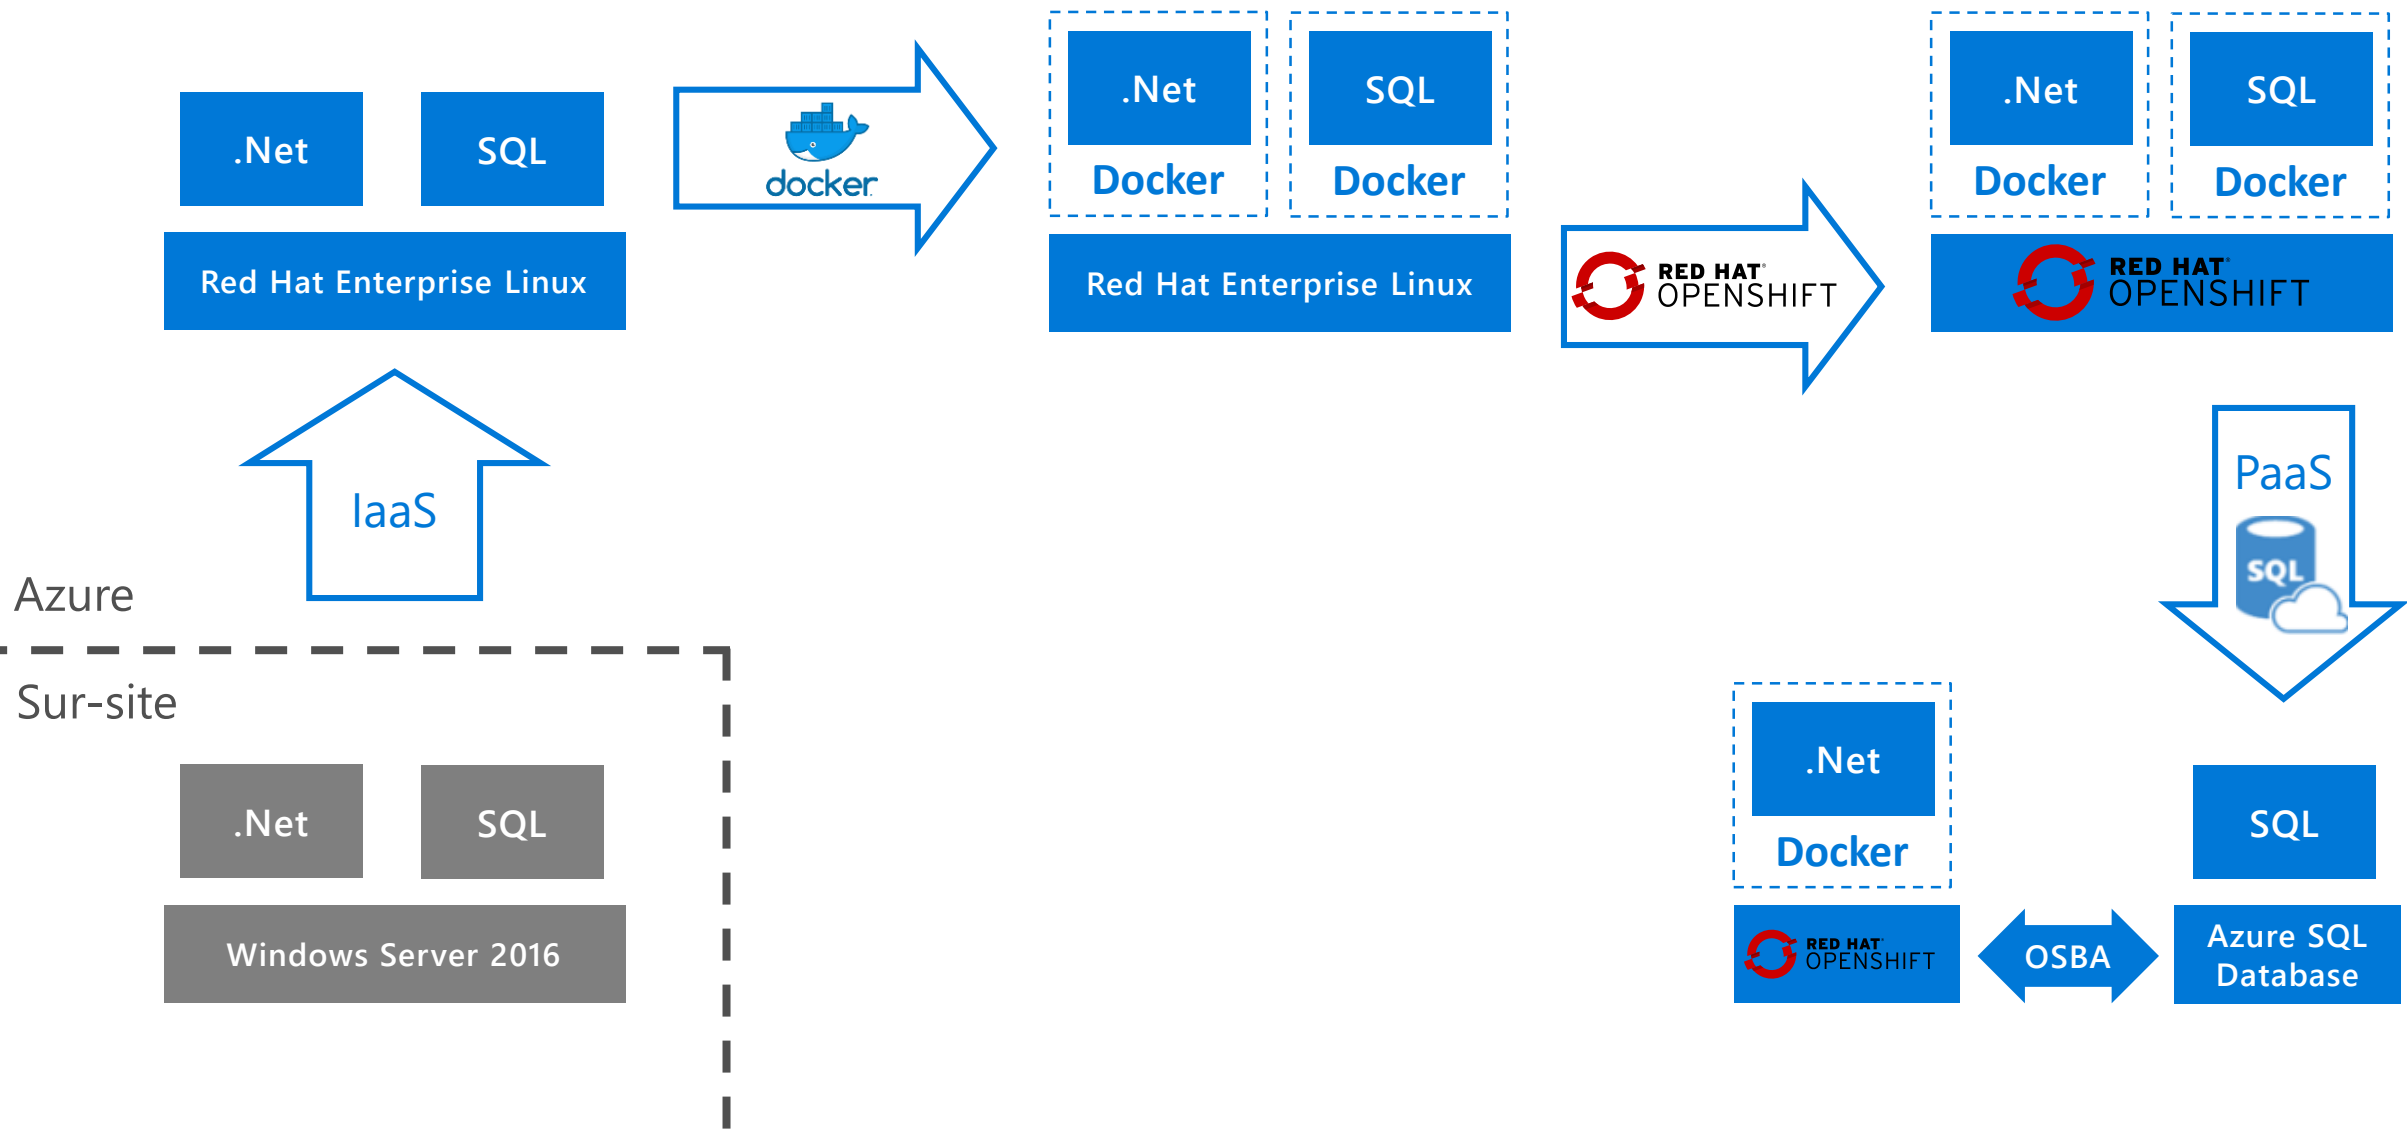 .Net
SQL
Red Hat Enterprise Linux
docker
.Net
Docker
SQL
Docker
Red Hat Enterprise Linux
RED HAT
OPENSHIFT
.Net
Docker
SQL
Docker
RED HAT
OPENSHIFT
IaaS
PaaS
SQL
Azure
Sur-site
.Net
SQL
Windows Server 2016
.Net
Docker
RED HAT
OPENSHIFT
OSBA
SQL
Azure SQL
Database